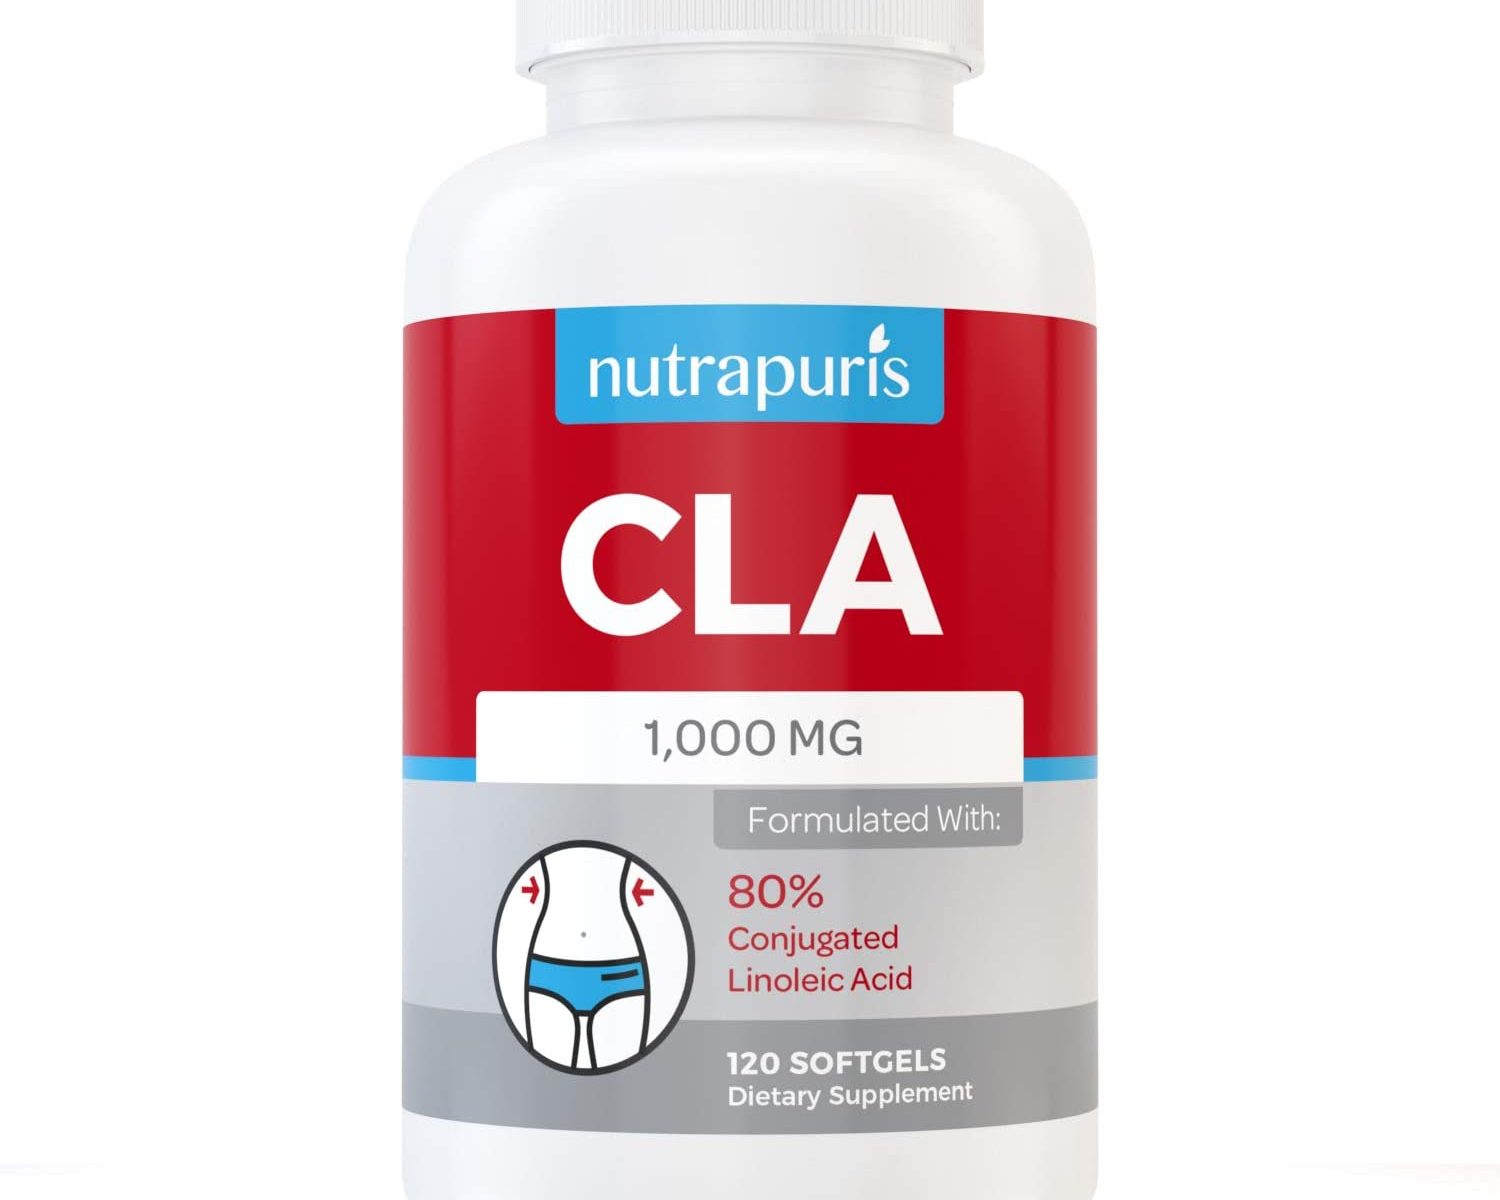 nutrapuris
CLA
1,000 MG
Formulated With:
80%
Conjugated
Linoleic Acid
120 SOFTGELS
Dietary Supplement